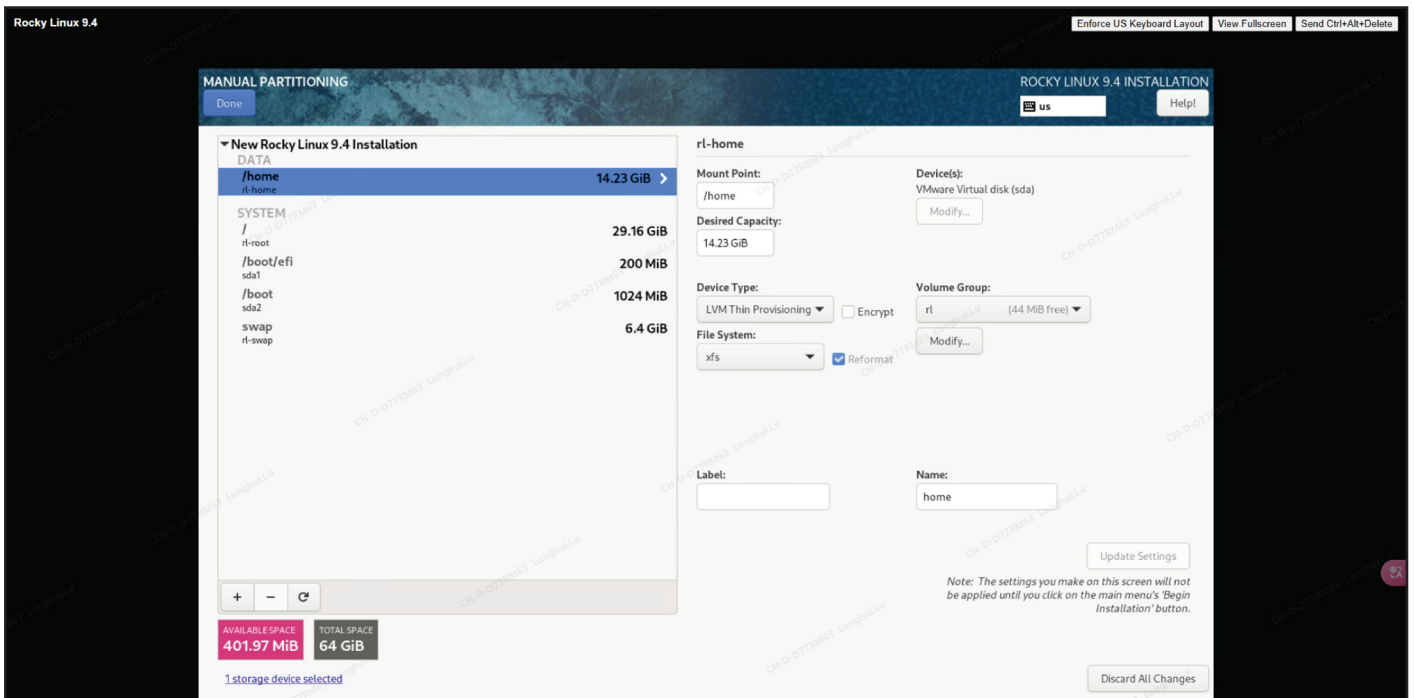 Rocky Linux 9.4
Enforce US Keyboard Layout View Fullscreen Send Ctrl+Alt+Delete
MANUAL PARTITIONING
Done
ROCKY LINUX 9.4 INSTALLATION
us
Help!
New Rocky Linux 9.4 Installation
DATA
/home
rl-home
14.23 GiB
SYSTEM
/
rl-root
29.16 GiB
/boot/efi
sda1
200 MiB
/boot
sda2
1024 MiB
swap
rl-swap
6.4 GiB
+ −
AVAILABLE SPACE
401.97 MiB
TOTAL SPACE
64 GiB
1 storage device selected
rl-home
Mount Point:
/home
Desired Capacity:
14.23 GiB
Device(s):
VMware Virtual disk (sda)
Modify...
Device Type:
LVM Thin Provisioning
Encrypt
Volume Group:
rl (44 MiB free)
File System:
xfs
Reformat
Modify...
Label:
Name:
home
Update Settings
Note: The settings you make on this screen will not
be applied until you click on the main menu's 'Begin
Installation' button.
Discard All Changes
CN-D-D77RM63 LonghuiLu